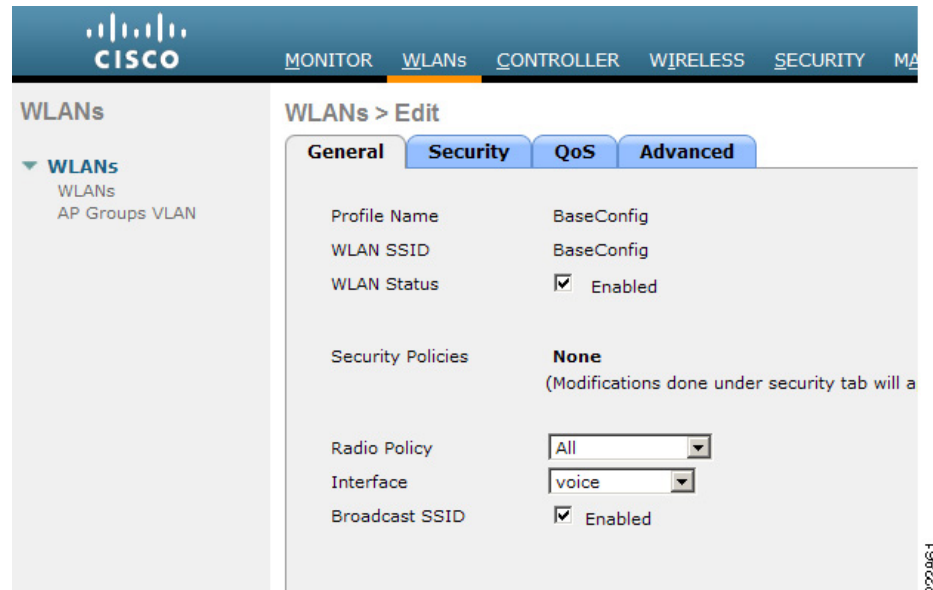 CISCO
MONITOR WLANs CONTROLLER WIRELESS SECURITY MA
WLANs
WLANs
WLANs
AP Groups VLAN
WLANs > Edit
General Security QoS Advanced
Profile Name BaseConfig
WLAN SSID BaseConfig
WLAN Status Enabled
Security Policies None
(Modifications done under security tab will a
Radio Policy All
Interface voice
Broadcast SSID Enabled